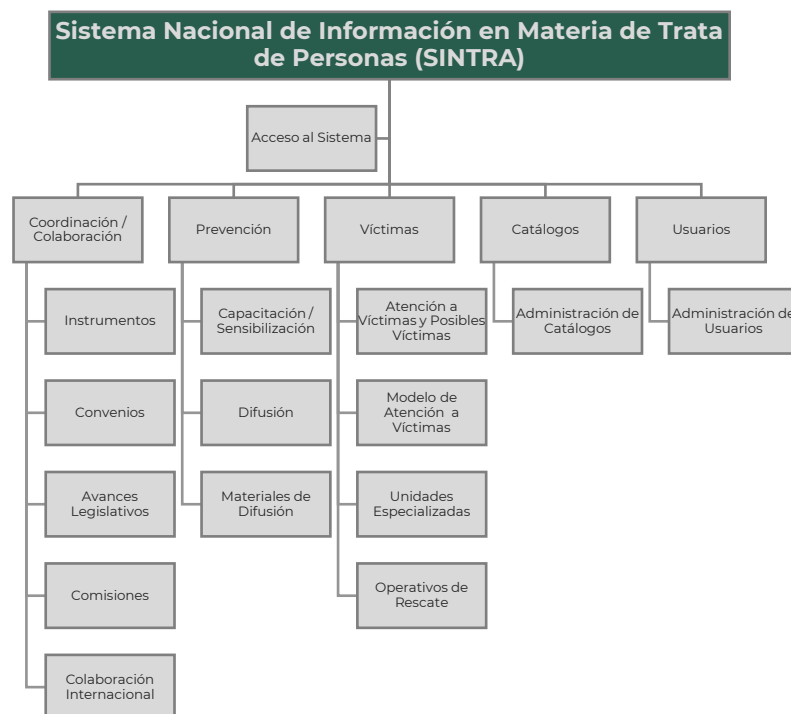 Sistema Nacional de Información en Materia de Trata
de Personas (SINTRA)
Acceso al Sistema
Coordinación /
Colaboración
Prevención
Víctimas
Catálogos
Usuarios
Instrumentos
Capacitación /
Sensibilización
Atención a
Víctimas y Posibles
Víctimas
Administración de
Catálogos
Administración de
Usuarios
Convenios
Difusión
Modelo de
Atención a
Víctimas
Avances
Legislativos
Materiales de
Difusión
Unidades
Especializadas
Comisiones
Operativos de
Rescate
Colaboración
Internacional